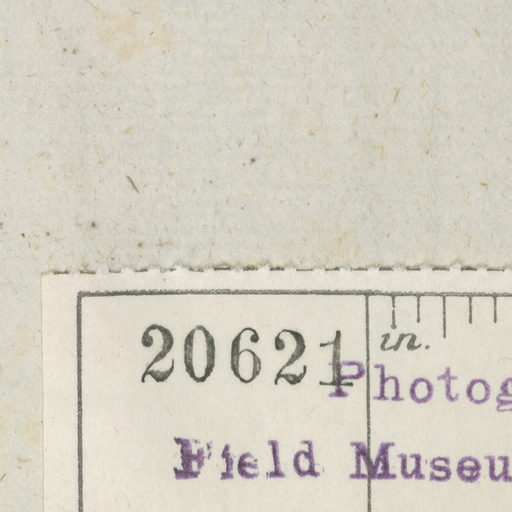 20621 in.
Photog
Field Museu